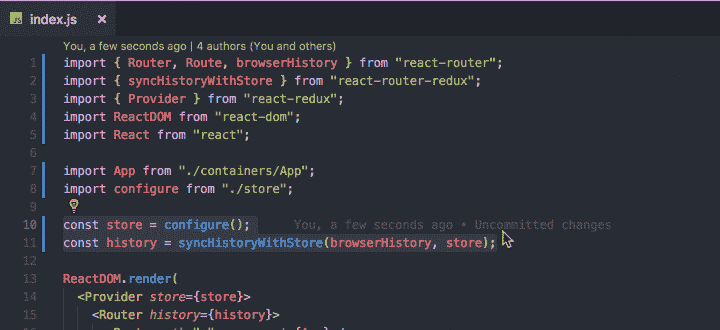 JS index.js ×
You, a few seconds ago | 4 authors (You and others)
1 import { Router, Route, browserHistory } from "react-router";
2 import { syncHistoryWithStore } from "react-router-redux";
3 import { Provider } from "react-redux";
4 import ReactDOM from "react-dom";
5 import React from "react";
6
7 import App from "./containers/App";
8 import configure from "./store";
9
10 const store = configure(); You, a few seconds ago • Uncommitted changes
11 const history = syncHistoryWithStore(browserHistory, store);
12
13 ReactDOM.render(
14 <Provider store={store}>
15 <Router history={history}>